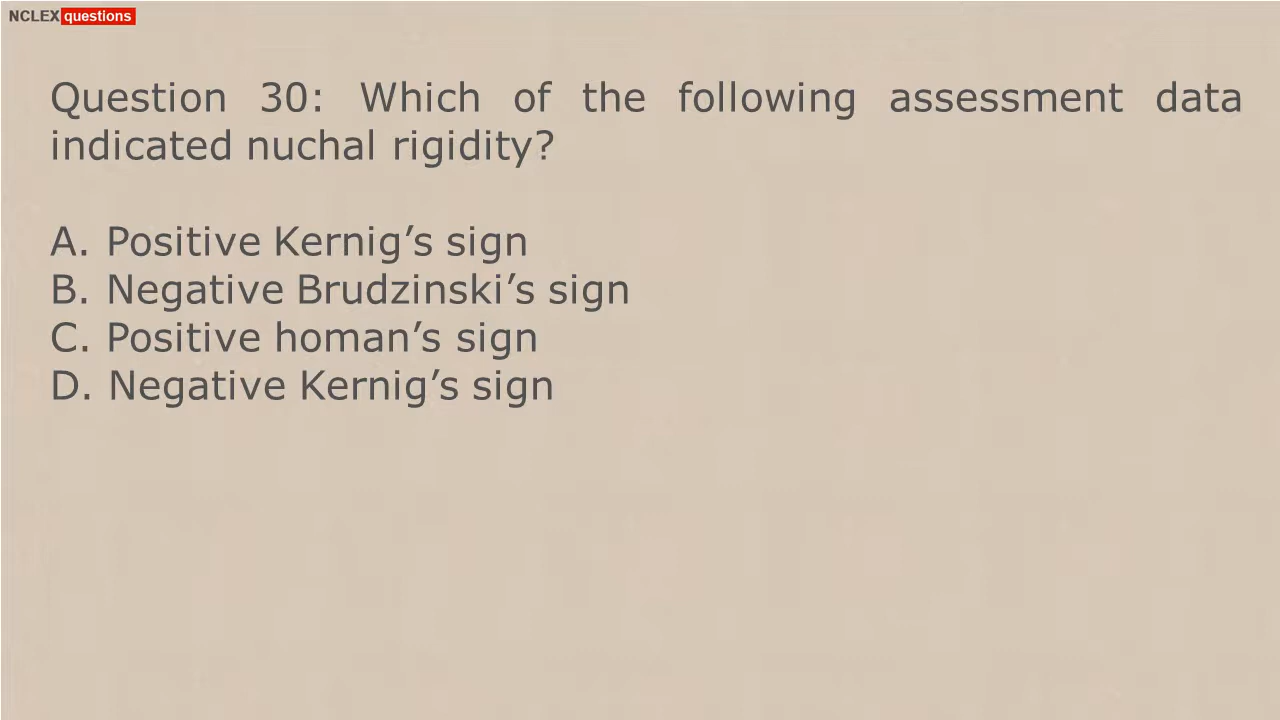 NCLEX questions
Question 30: Which of the following assessment data
indicated nuchal rigidity?
A. Positive Kernig’s sign
B. Negative Brudzinski’s sign
C. Positive homan’s sign
D. Negative Kernig’s sign